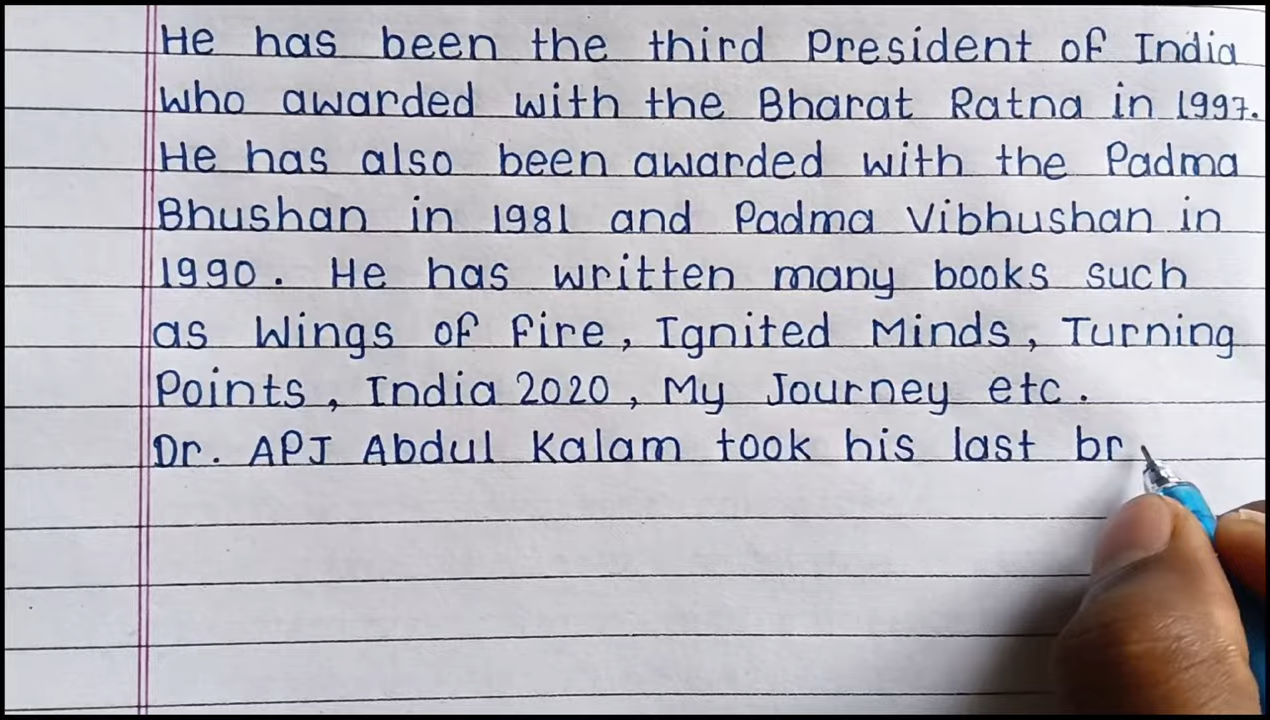 He has been the third President of India
who awarded with the Bharat Ratna in 1997.
He has also been awarded with the Padma
Bhushan in 1981 and Padma Vibhushan in
1990. He has written many books such
as Wings of Fire, Ignited Minds, Turning
Points, India 2020, My Journey etc.
Dr. APJ Abdul Kalam took his last br